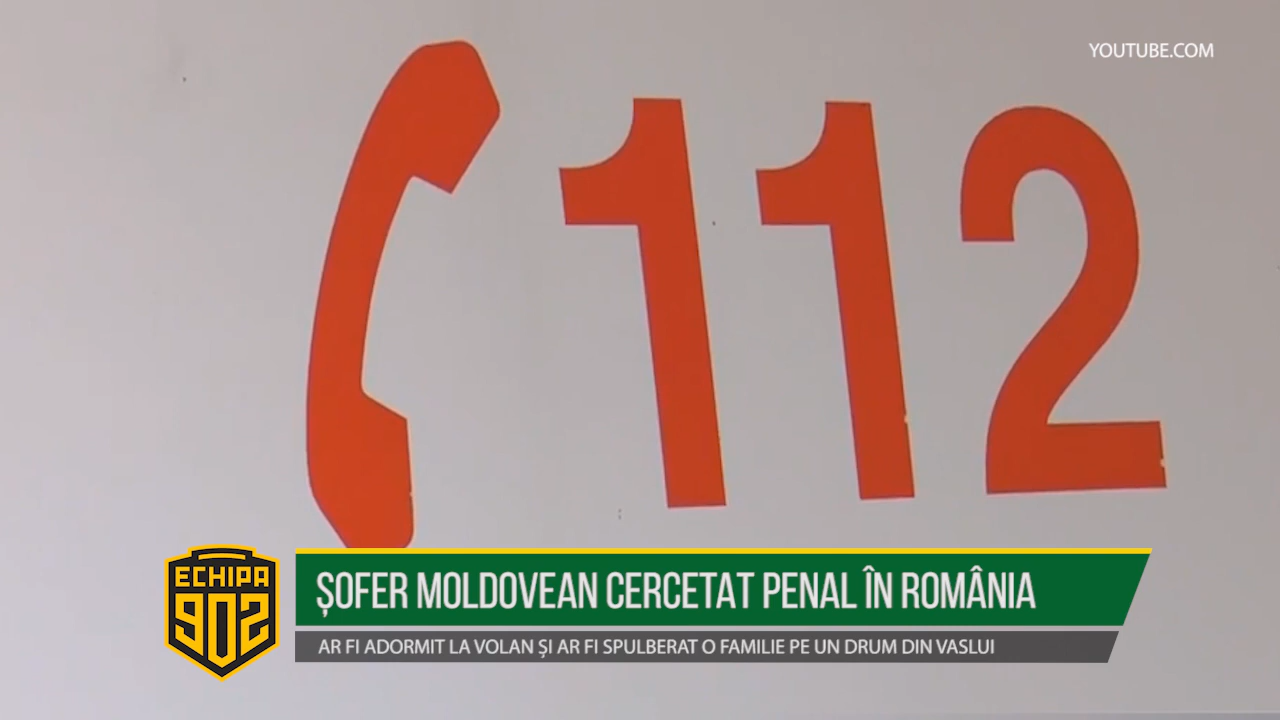 YOUTUBE.COM
112
ECHIPA
902
ȘOFER MOLDOVEAN CERCETAT PENAL ÎN ROMÂNIA
AR FI ADORMIT LA VOLAN ȘI AR FI SPULBERAT O FAMILIE PE UN DRUM DIN VASLUI